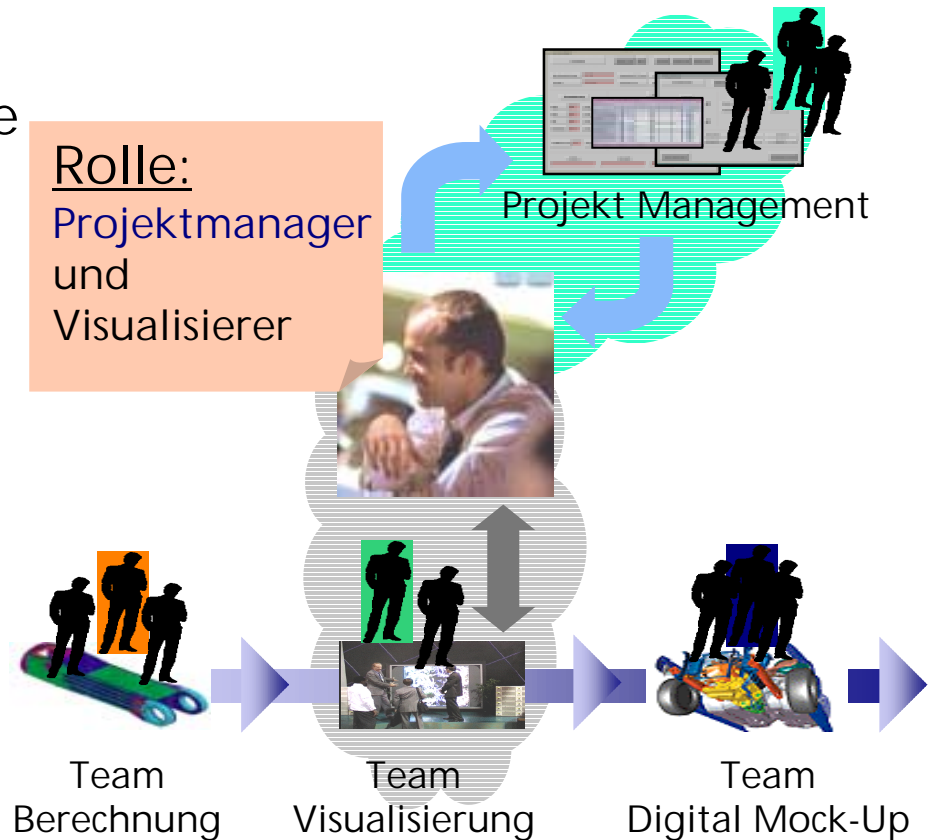 e
Rolle:
Projektmanager
und
Visualisierer
Projekt Management
Team
Berechnung
Team
Visualisierung
Team
Digital Mock-Up